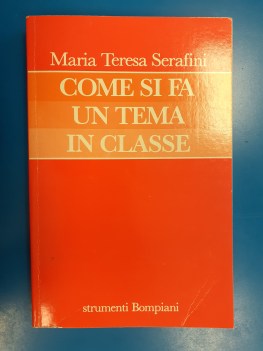 Maria Teresa Serafini
COME SI FA
UN TEMA
IN CLASSE
strumenti Bompiani